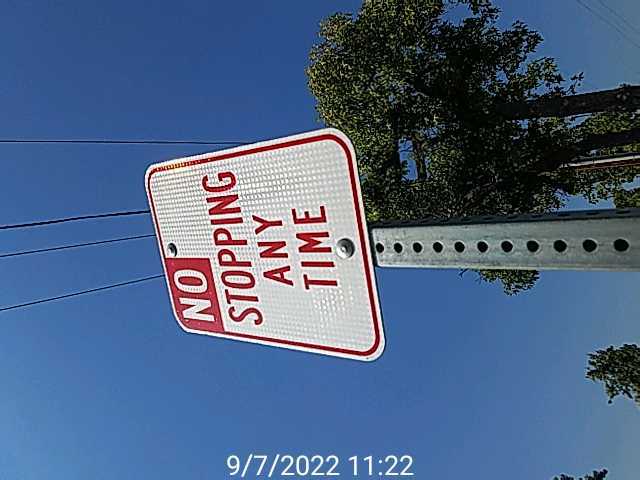 NO
STOPPING
ANY
TIME
9/7/2022 11:22